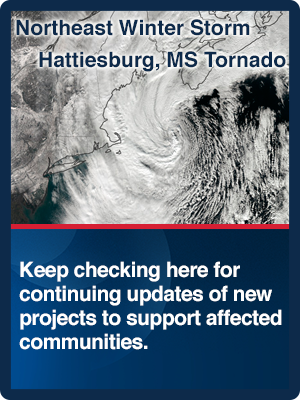 Northeast Winter Storm
Hattiesburg, MS Tornado
Keep checking here for
continuing updates of new
projects to support affected
communities.